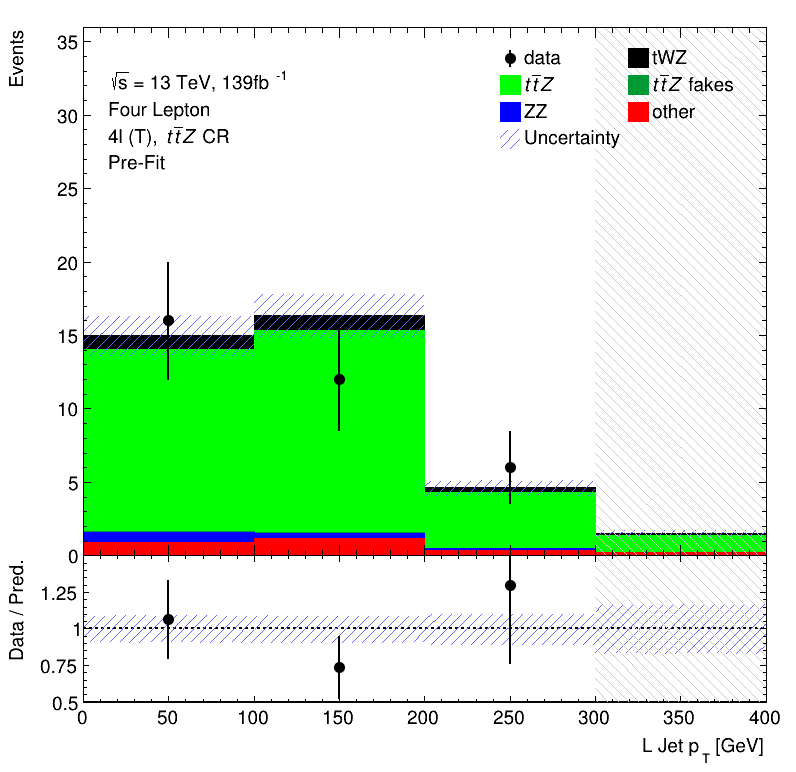 Events
35
30
25
20
15
10
5
0
√s = 13 TeV, 139fb⁻¹
Four Lepton
4l (T), tt̅Z CR
Pre-Fit
data
tt̅Z
ZZ
Uncertainty
tWZ
tt̅Z fakes
other
Data / Pred.
1.25
1
0.75
0.5
0 50 100 150 200 250 300 350 400
L Jet p_T [GeV]